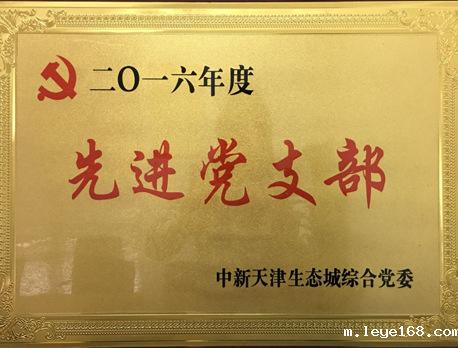 二〇一六年度
先进党支部
中新天津生态城综合党委
m.leye168.com